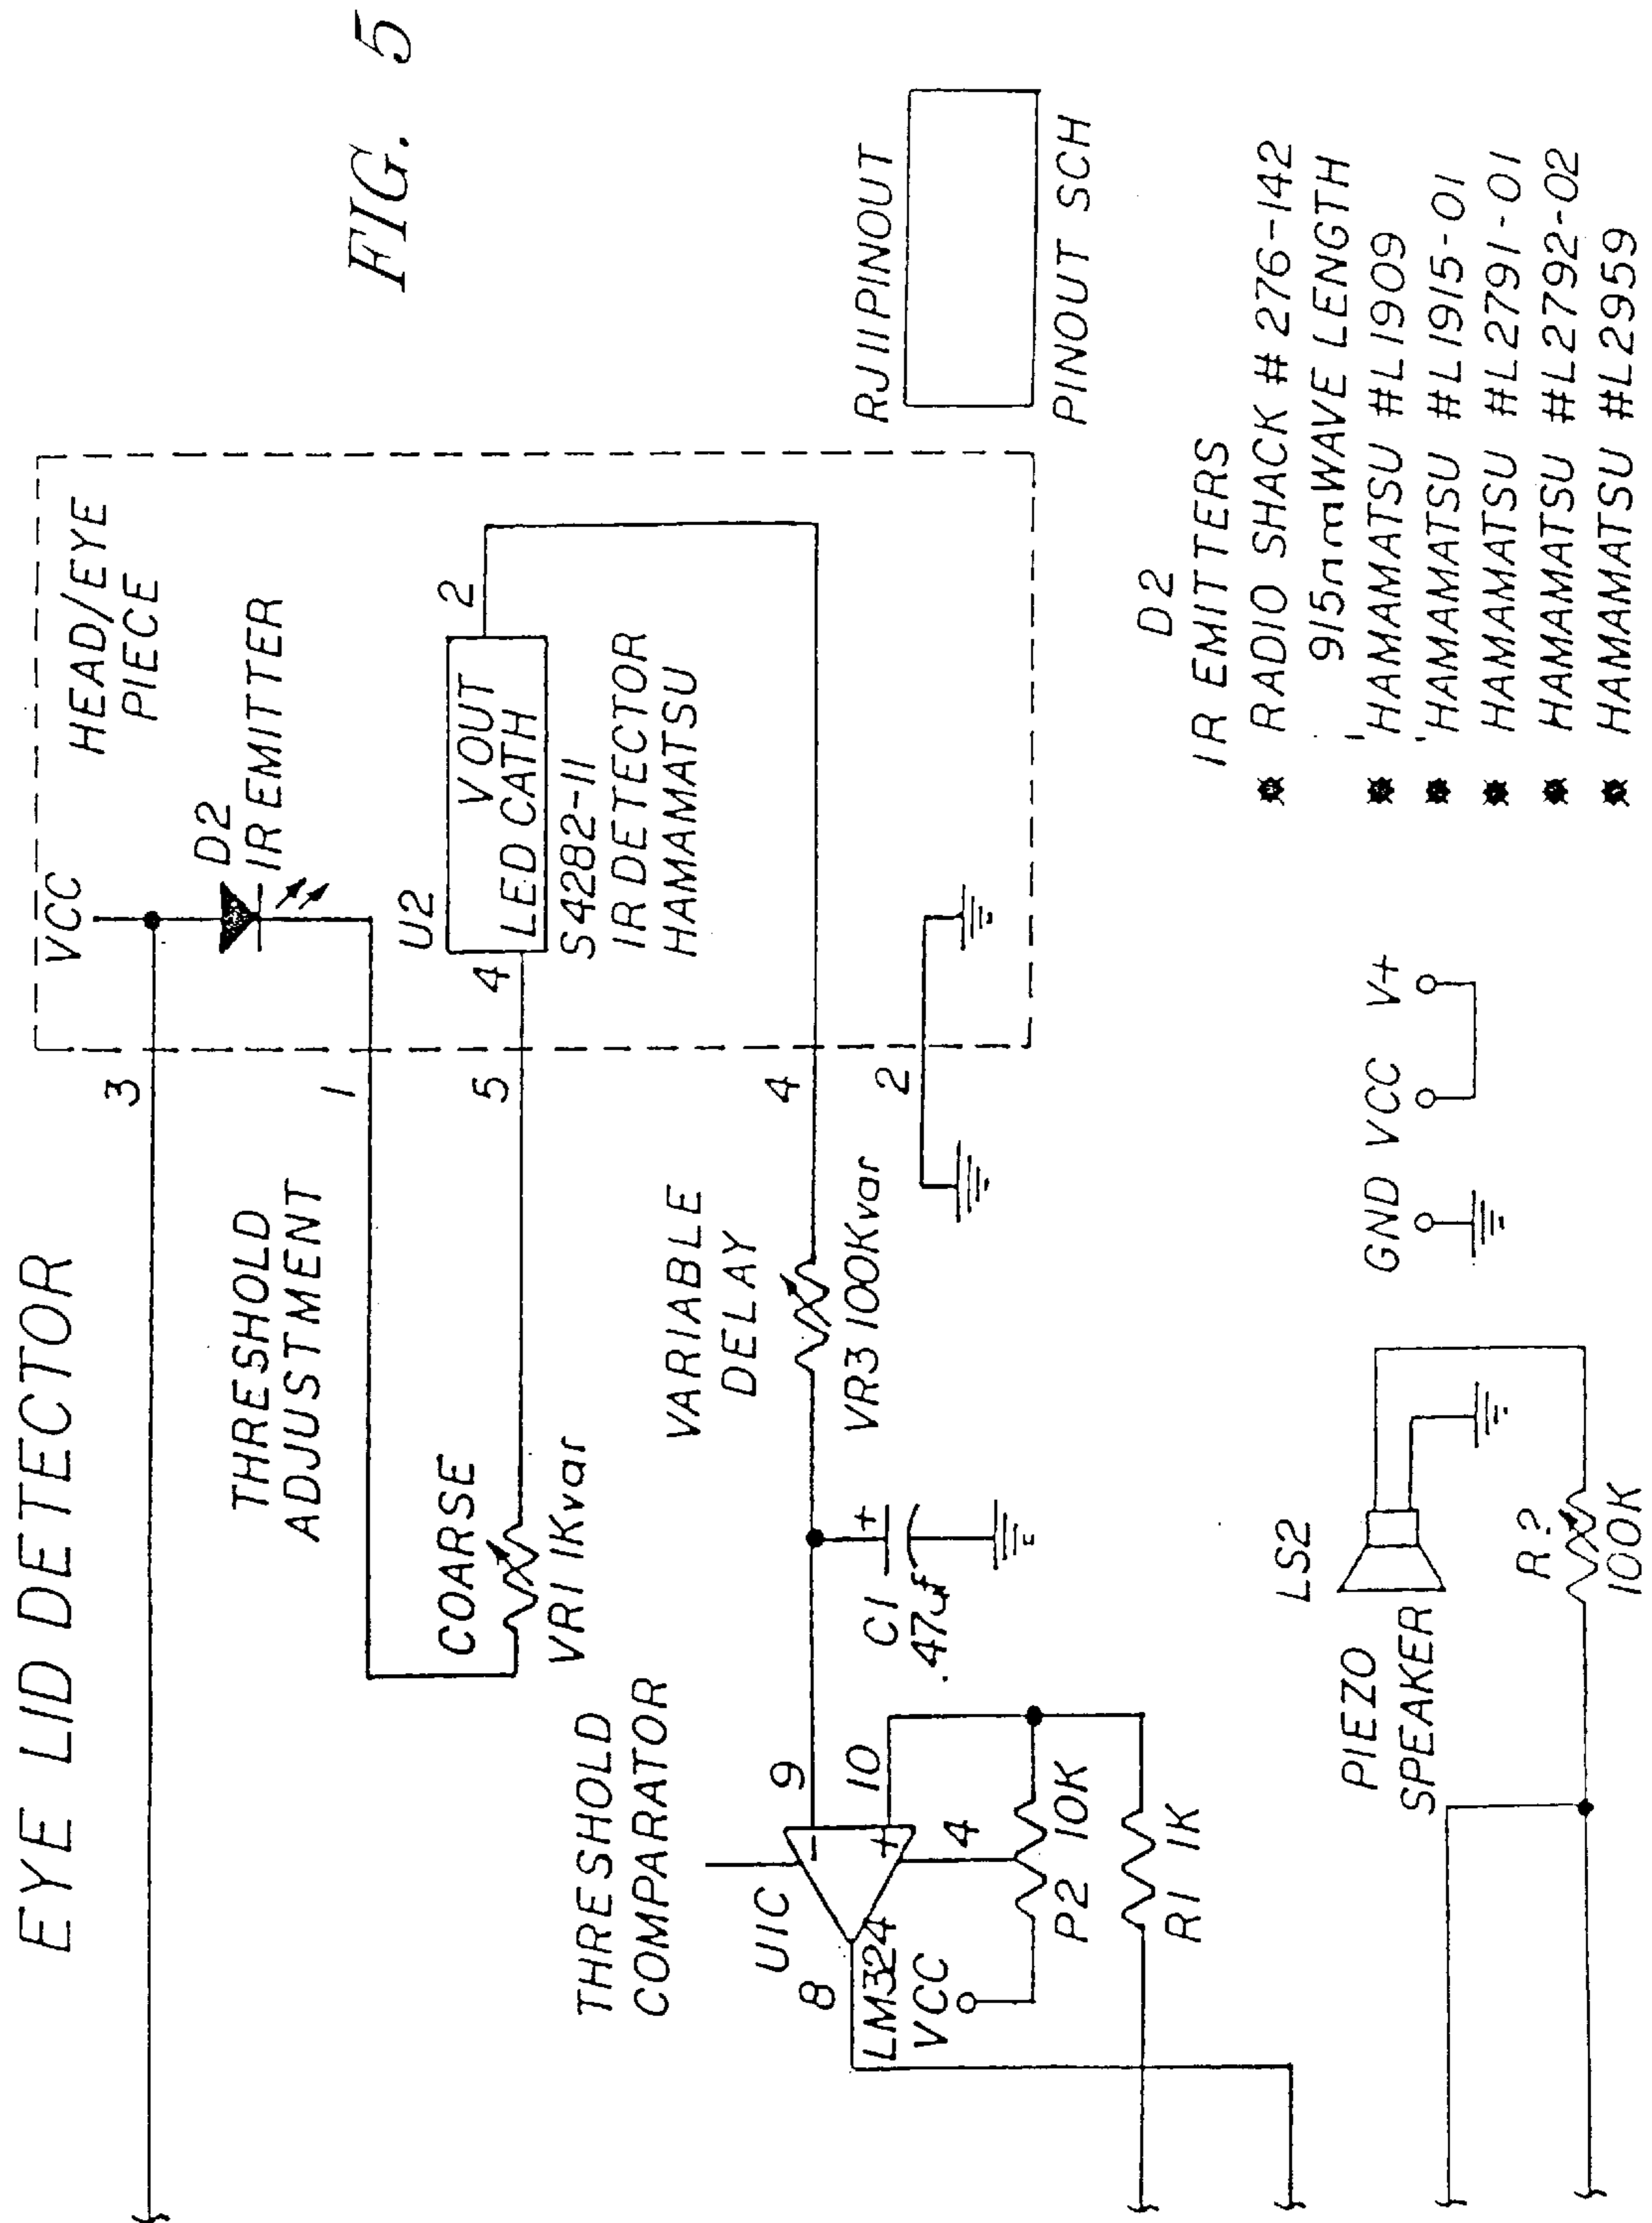 EYE LID DETECTOR
FIG. 5
3
VCC
HEAD/EYE
PIECE
D2
IR EMITTER
THRESHOLD
ADJUSTMENT
1
COARSE
VR1 1Kvar
5
4
U2
V OUT
LED CATH
2
S4282-11
IR DETECTOR
HAMAMATSU
RJ11PINOUT
PINOUT SCH
VARIABLE
DELAY
VR3 100Kvar
4
2
THRESHOLD
COMPARATOR
U1C
9
10
8
4
LM324
VCC
C1
.47uf
P2 10K
R1 1K
LS2
PIEZO
SPEAKER
R?
100K
GND VCC V+
D2
IR EMITTERS
* RADIO SHACK # 276-142
915nm WAVE LENGTH
* HAMAMATSU #L1909
* HAMAMATSU #L1915-01
* HAMAMATSU #L2791-01
* HAMAMATSU #L2792-02
* HAMAMATSU #L2959